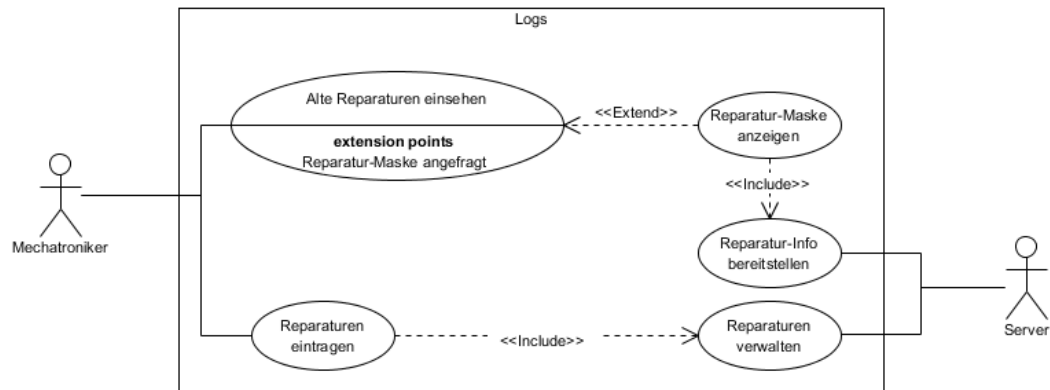 Logs
Alte Reparaturen einsehen
extension points
Reparatur-Maske angefragt
<<Extend>>
Reparatur-Maske
anzeigen
<<Include>>
Mechatroniker
Reparatur-Info
bereitstellen
Server
Reparaturen
eintragen
<<Include>>
Reparaturen
verwalten